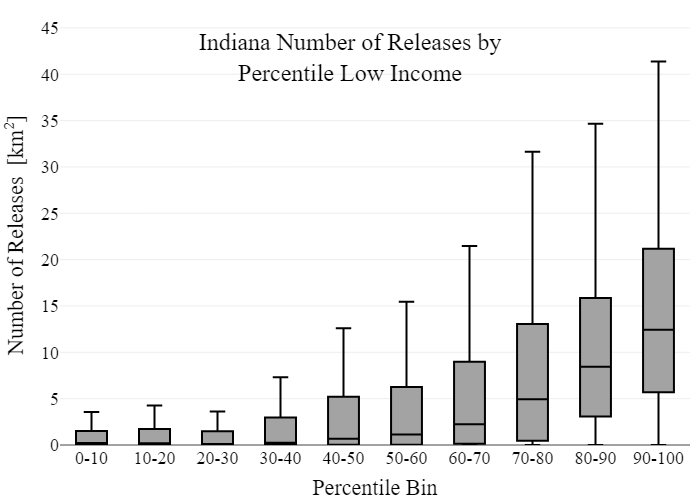 Indiana Number of Releases by
Percentile Low Income
Number of Releases [km²]
45
40
35
30
25
20
15
10
5
0
0-10 10-20 20-30 30-40 40-50 50-60 60-70 70-80 80-90 90-100
Percentile Bin